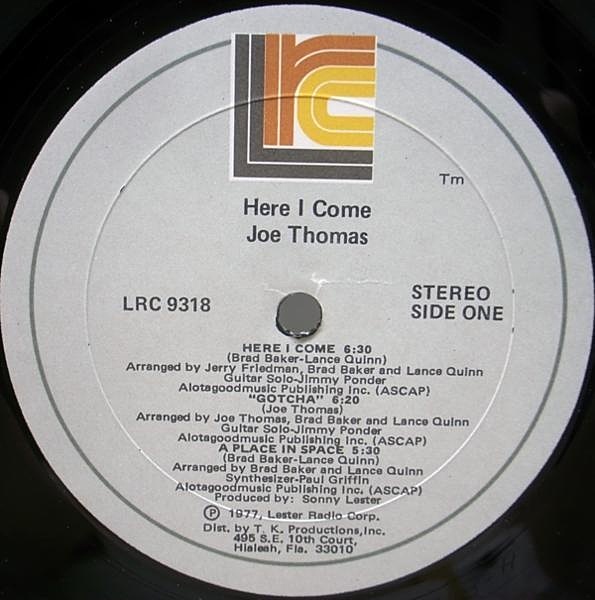 LRC
Tm
Here I Come
Joe Thomas
LRC 9318
STEREO
SIDE ONE
HERE I COME 6:30
(Brad Baker-Lance Quinn)
Arranged by Jerry Friedman, Brad Baker and Lance Quinn
Guitar Solo-Jimmy Ponder
Alotagoodmusic Publishing Inc. (ASCAP)
"GOTCHA" 6:20
(Joe Thomas)
Arranged by Joe Thomas, Brad Baker and Lance Quinn
Guitar Solo-Jimmy Ponder
Alotagoodmusic Publishing Inc. (ASCAP)
A PLACE IN SPACE 5:30
(Brad Baker-Lance Quinn)
Arranged by Brad Baker and Lance Quinn
Synthesizer-Paul Griffin
Alotagoodmusic Publishing Inc. (ASCAP)
Produced by: Sonny Lester
Ⓟ 1977, Lester Radio Corp.
Dist. by T. K. Productions,Inc.
495 S.E. 10th Court,
Hialeah, Fla. 33010